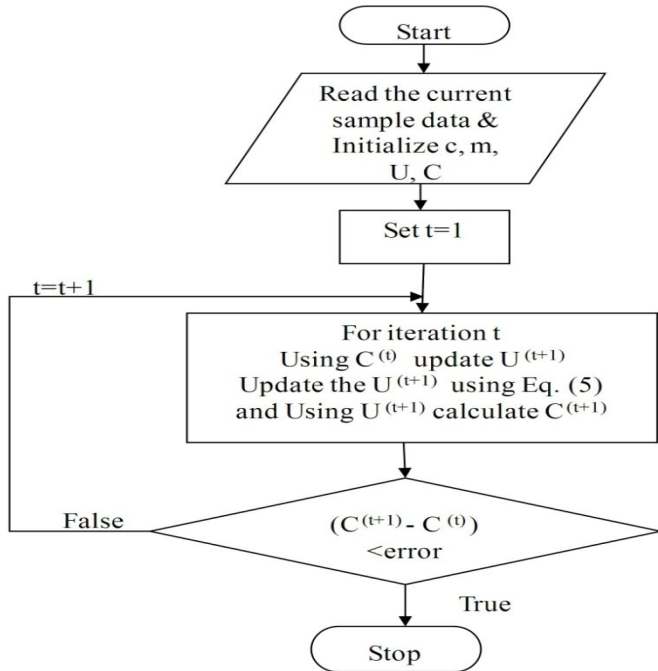 Start
Read the current
sample data &
Initialize c, m,
U, C
Set t=1
t=t+1
For iteration t
Using C⁽ᵗ⁾ update U⁽ᵗ⁺¹⁾
Update the U⁽ᵗ⁺¹⁾ using Eq. (5)
and Using U⁽ᵗ⁺¹⁾ calculate C⁽ᵗ⁺¹⁾
(C⁽ᵗ⁺¹⁾ - C⁽ᵗ⁾)
<error
False
True
Stop